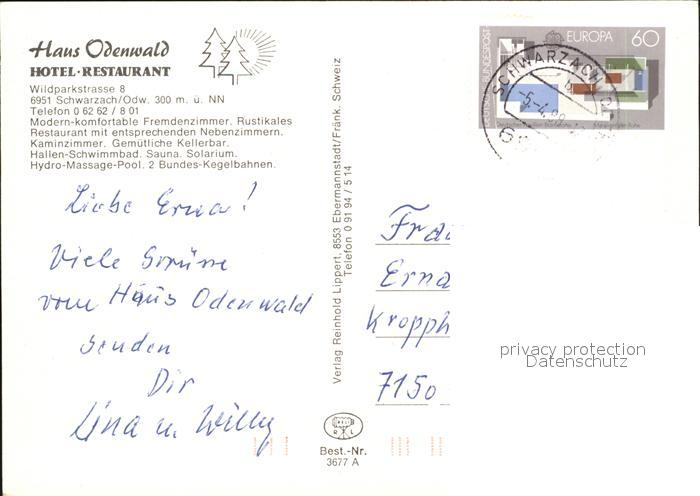 Haus Odenwald
HOTEL·RESTAURANT
Wildparkstrasse 8
6951 Schwarzach/Odw. 300 m. ü. NN
Telefon 0 62 62 / 8 01
Modern-komfortable Fremdenzimmer. Rustikales
Restaurant mit entsprechenden Nebenzimmern.
Kaminzimmer. Gemütliche Kellerbar.
Hallen-Schwimmbad. Sauna. Solarium.
Hydro-Massage-Pool. 2 Bundes-Kegelbahnen.
Liebe Erna!
Viele Grüsse
vom Haus Odenwald
senden
Dir
Lina u. Willy
Verlag Reinhold Lippert, 8553 Ebermannstadt/Fränk. Schweiz
Telefon 0 91 94 / 5 14
R L
Best.-Nr.
3677 A
DEUTSCHE BUNDESPOST
EUROPA 60
SCHWARZACH
Frau
Erna
Kropph
7150
privacy protection
Datenschutz